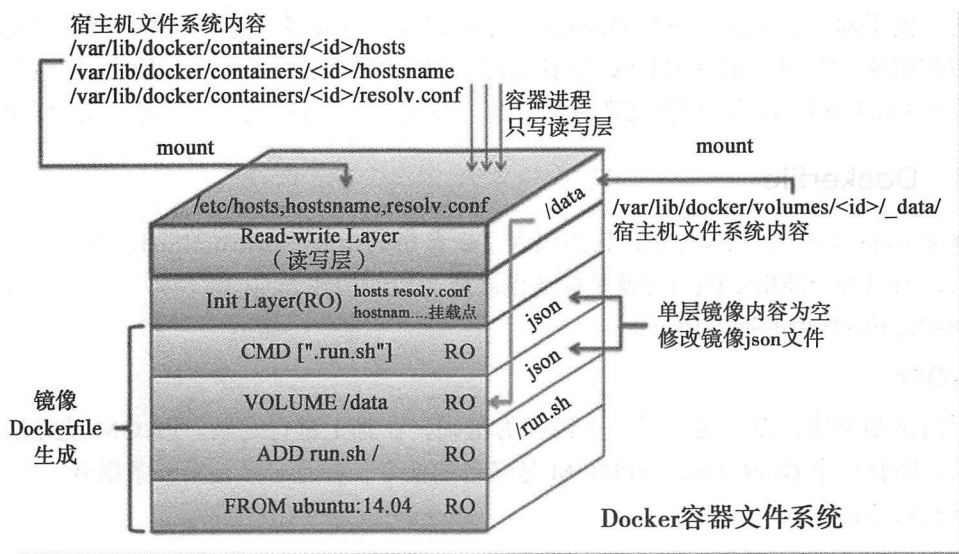 宿主机文件系统内容
/var/lib/docker/containers/<id>/hosts
/var/lib/docker/containers/<id>/hostsname
/var/lib/docker/containers/<id>/resolv.conf
容器进程
只写读写层
mount
mount
/etc/hosts,hostsname,resolv.conf
/data
/var/lib/docker/volumes/<id>/_data/
宿主机文件系统内容
Read-write Layer
（读写层）
Init Layer(RO)
hosts resolv.conf
hostnam....挂载点
json
单层镜像内容为空
修改镜像json文件
CMD [".run.sh"] RO
json
镜像
Dockerfile
生成
VOLUME /data RO
/run.sh
ADD run.sh / RO
FROM ubuntu:14.04 RO
Docker容器文件系统